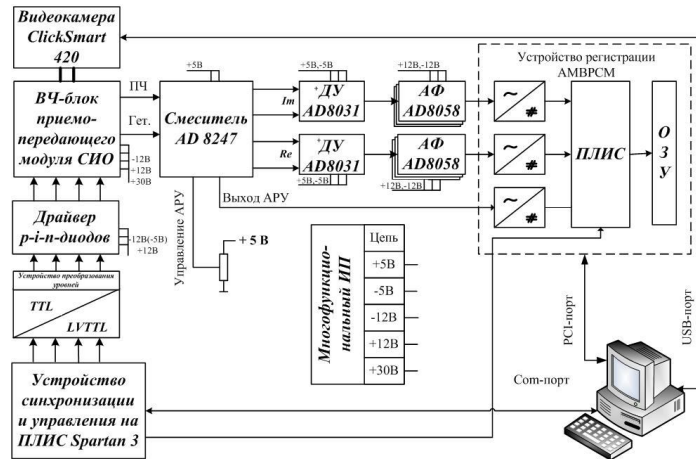 Видеокамера
ClickSmart
420
ВЧ-блок
приемо-
передающего
модуля СИО
ПЧ
Гет.
-12В
+12В
+30В
Драйвер
p-i-n-диодов
-12В(-5В)
+12В
Устройство преобразования
уровней
TTL
LVTTL
Устройство
синхронизации
и управления на
ПЛИС Spartan 3
+5В
Смеситель
AD 8247
Управление АРУ
Выход АРУ
+ 5 В
Im
Re
+5В,-5В
+ДУ
AD8031
+ДУ
AD8031
+5В,-5В
+12В,-12В
АФ
AD8058
АФ
AD8058
+12В,-12В
Устройство регистрации
АМВРСМ
~
#
~
#
~
#
ПЛИС
О
З
У
Многофункцио-
нальный ИП
Цепь
+5В
-5В
-12В
+12В
+30В
PCI-порт
USB-порт
Com-порт